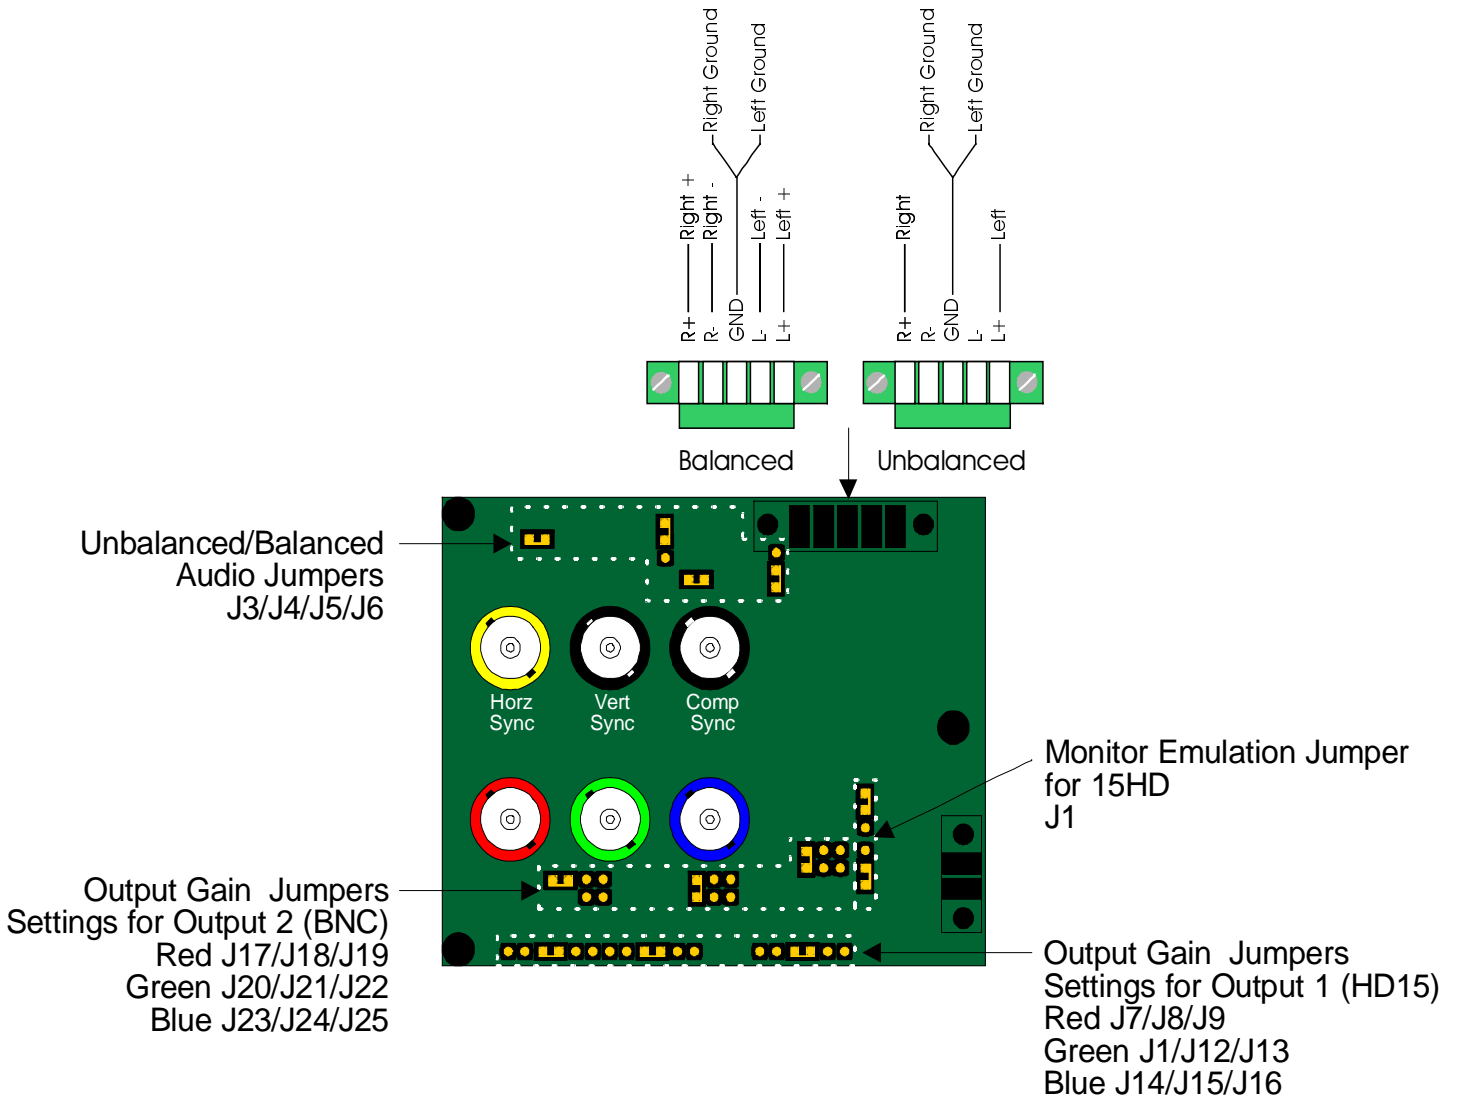 Right Ground
Left Ground
Right +
Right -
Left -
Left +
R+
R-
GND
L-
L+
Balanced
Right Ground
Left Ground
Right
Left
R+
R-
GND
L-
L+
Unbalanced
Unbalanced/Balanced
Audio Jumpers
J3/J4/J5/J6
Horz
Sync
Vert
Sync
Comp
Sync
Monitor Emulation Jumper
for 15HD
J1
Output Gain Jumpers
Settings for Output 2 (BNC)
Red J17/J18/J19
Green J20/J21/J22
Blue J23/J24/J25
Output Gain Jumpers
Settings for Output 1 (HD15)
Red J7/J8/J9
Green J1/J12/J13
Blue J14/J15/J16